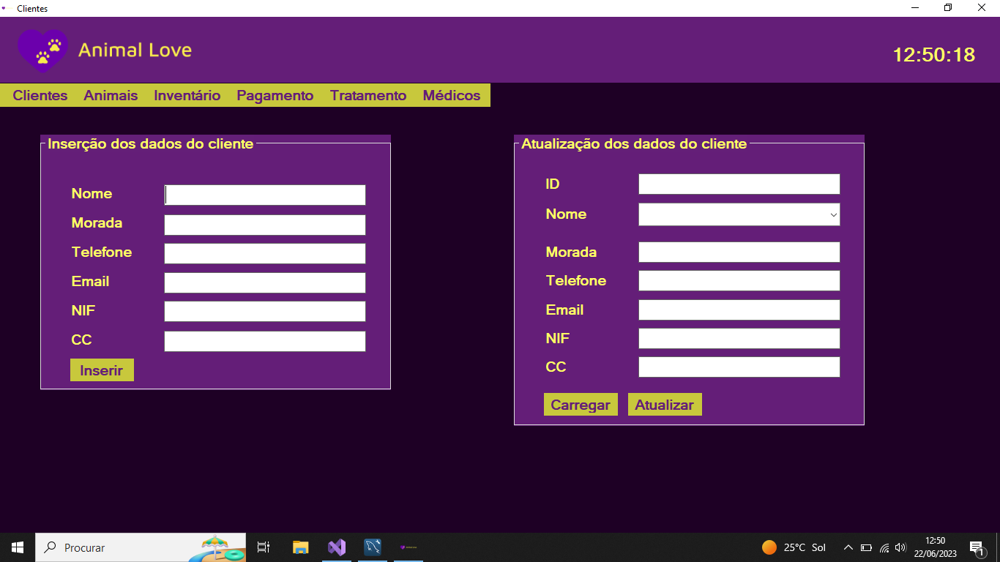 Clientes
Animal Love
12:50:18
Clientes Animais Inventário Pagamento Tratamento Médicos
Inserção dos dados do cliente
Nome
Morada
Telefone
Email
NIF
CC
Inserir
Atualização dos dados do cliente
ID
Nome
Morada
Telefone
Email
NIF
CC
Carregar Atualizar
Procurar
25°C Sol
12:50
22/06/2023
1